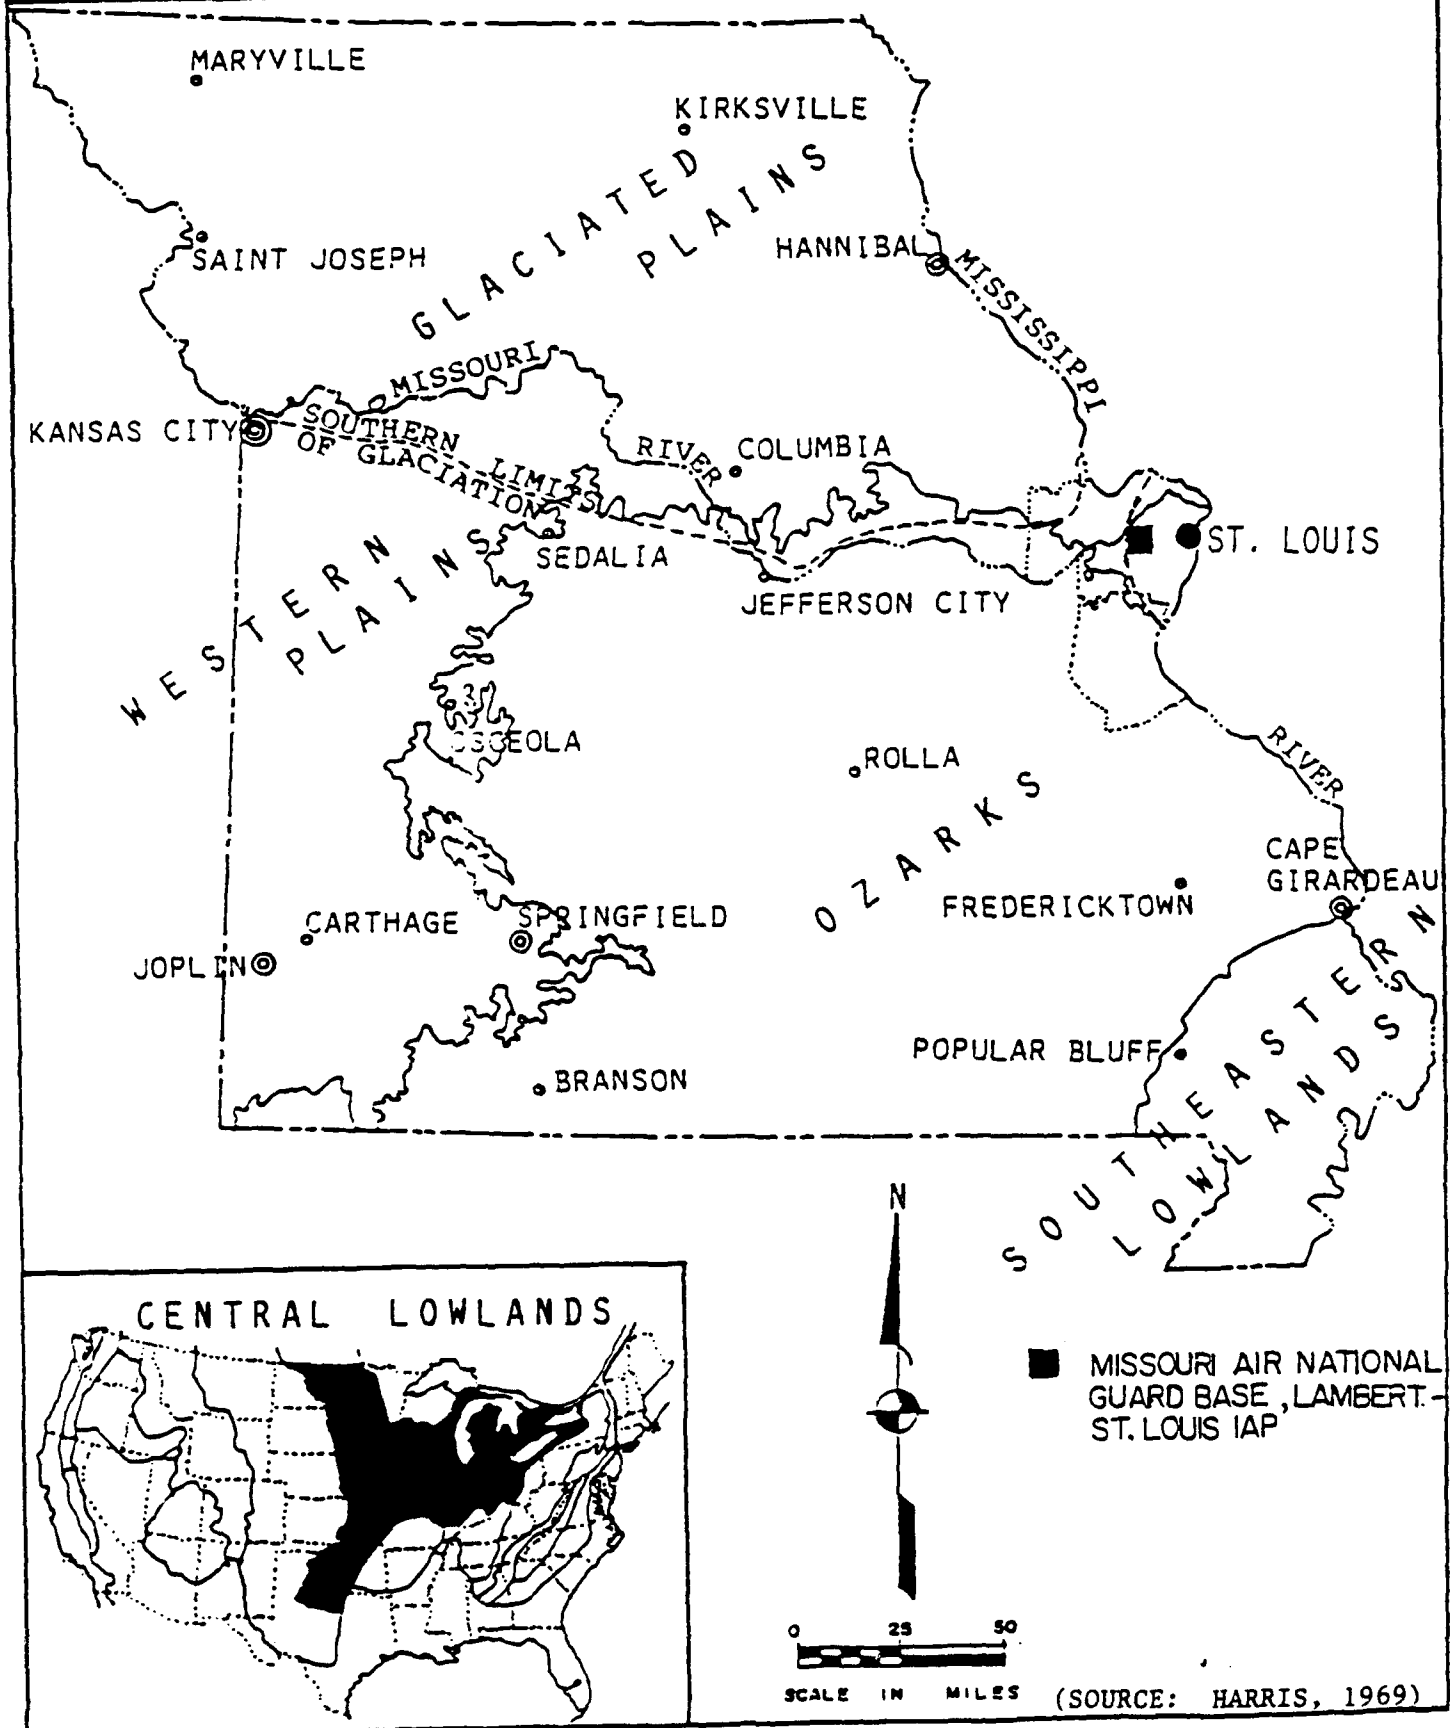 MARYVILLE
KIRKSVILLE
GLACIATED
PLAINS
HANNIBAL
SAINT JOSEPH
MISSISSIPPI
MISSOURI
KANSAS CITY
SOUTHERN LIMITS
OF GLACIATION
RIVER
COLUMBIA
WESTERN
PLAINS
SEDALIA
ST. LOUIS
JEFFERSON CITY
OSCEOLA
ROLLA
RIVER
OZARKS
CAPE
GIRARDEAU
FREDERICKTOWN
CARTHAGE
SPRINGFIELD
JOPLIN
POPULAR BLUFF
BRANSON
SOUTHEASTERN
LOWLANDS
N
CENTRAL LOWLANDS
MISSOURI AIR NATIONAL
GUARD BASE, LAMBERT-
ST. LOUIS IAP
0 25 50
SCALE IN MILES
(SOURCE: HARRIS, 1969)